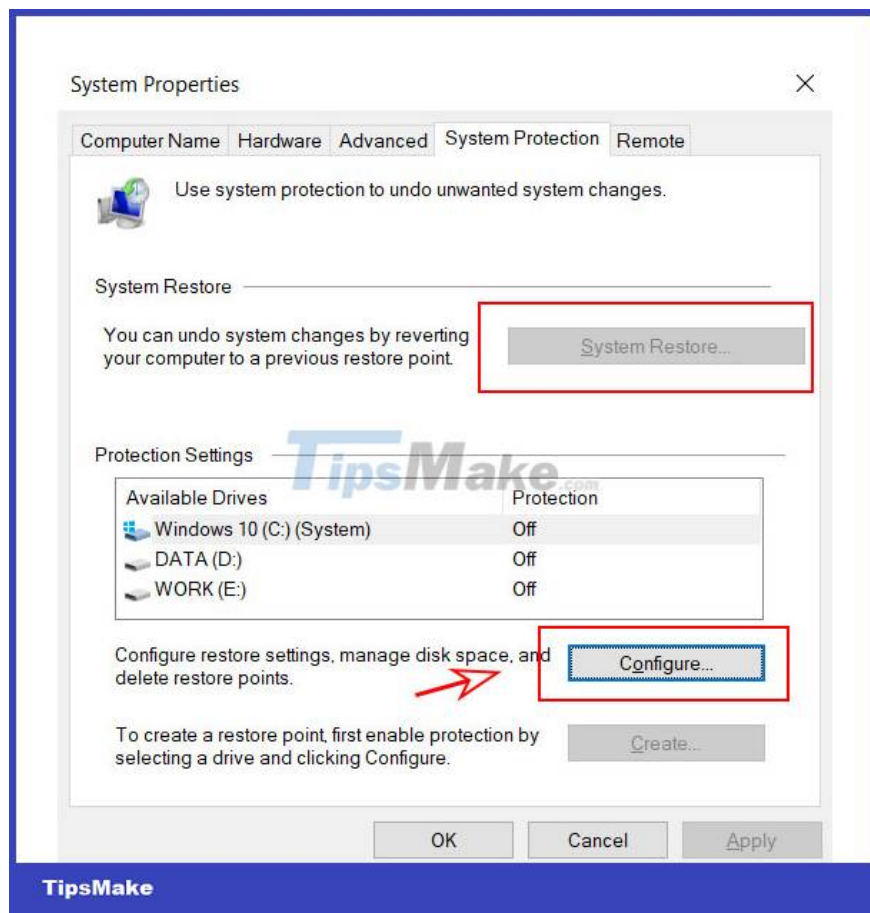 System Properties
Computer Name Hardware Advanced System Protection Remote
Use system protection to undo unwanted system changes.
System Restore
You can undo system changes by reverting
your computer to a previous restore point.
System Restore...
TipsMake.com
Protection Settings
Available Drives Protection
Windows 10 (C:) (System) Off
DATA (D:) Off
WORK (E:) Off
Configure restore settings, manage disk space, and
delete restore points.
Configure...
To create a restore point, first enable protection by
selecting a drive and clicking Configure.
Create...
OK Cancel Apply
TipsMake